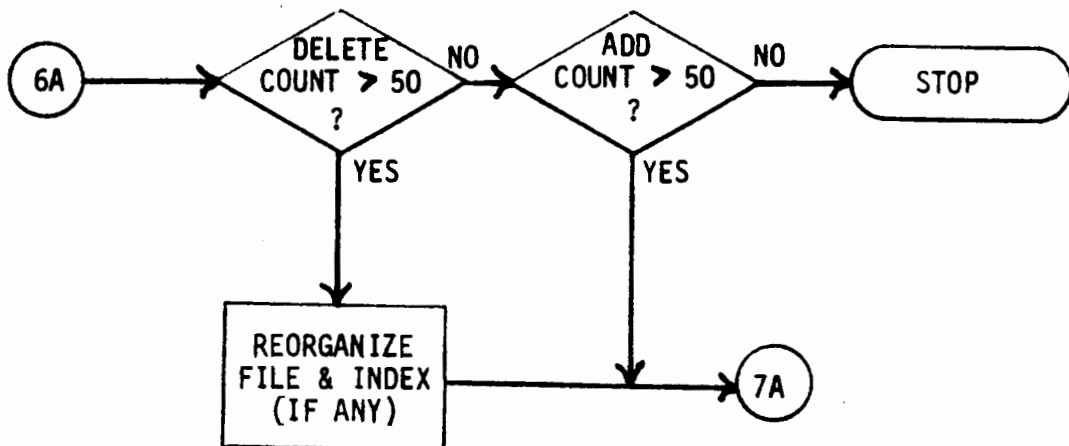 6A
DELETE
COUNT > 50
?
NO
YES
ADD
COUNT > 50
?
NO
YES
STOP
REORGANIZE
FILE & INDEX
(IF ANY)
7A